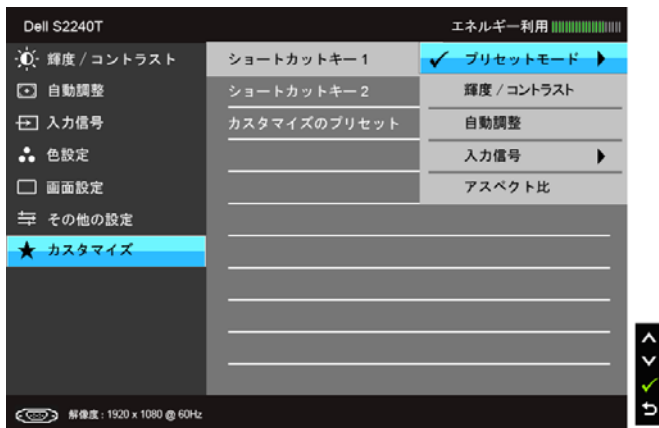 Dell S2240T
エネルギー利用
輝度 / コントラスト
自動調整
入力信号
色設定
画面設定
その他の設定
カスタマイズ
ショートカットキー 1
ショートカットキー 2
カスタマイズのプリセット
プリセットモード
輝度 / コントラスト
自動調整
入力信号
アスペクト比
解像度 : 1920 x 1080 @ 60Hz